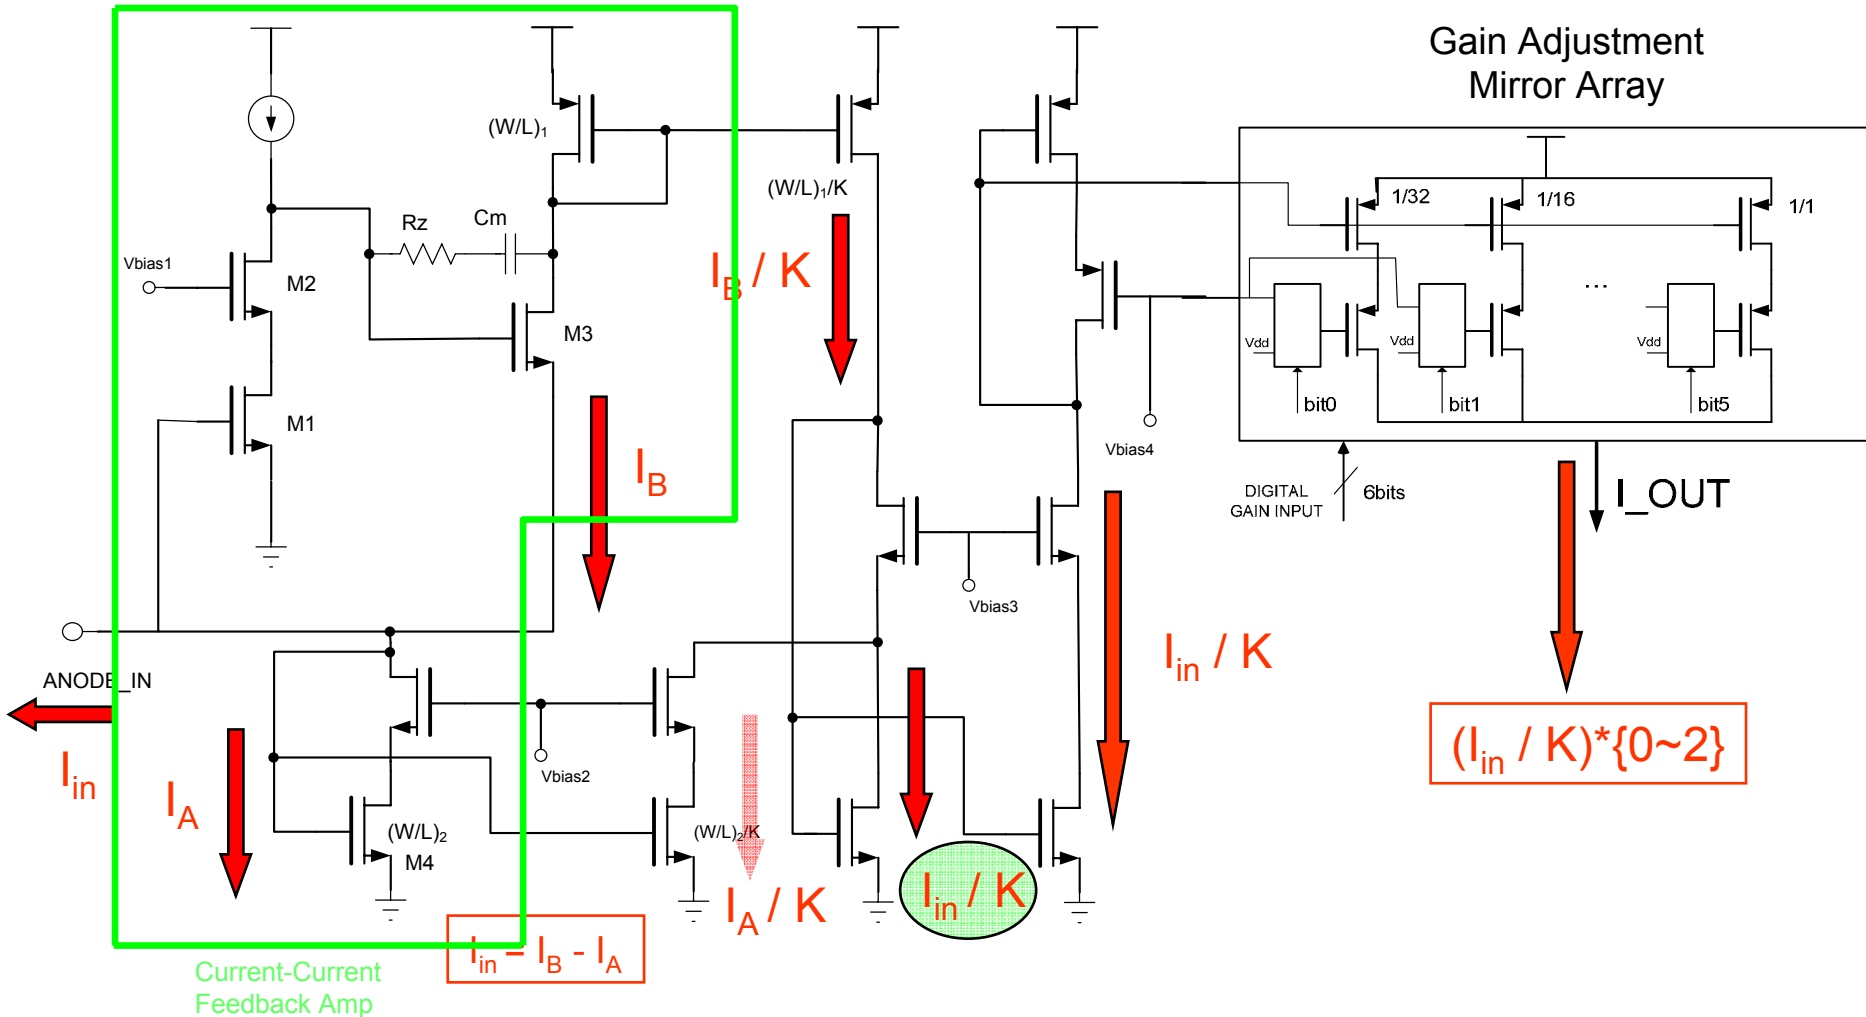 Gain Adjustment
Mirror Array
(W/L)₁
(W/L)₁/K
1/32
1/16
1/1
Rz
Cm
Vbias1
M2
I_B / K
M3
...
Vdd
Vdd
Vdd
bit0
bit1
bit5
M1
Vbias4
I_B
DIGITAL
GAIN INPUT
6bits
I_OUT
Vbias3
I_in / K
ANODE_IN
(I_in / K)*{0~2}
I_in
I_A
Vbias2
(W/L)₂
M4
(W/L)₂/K
I_A / K
I_in / K
I_in = I_B - I_A
Current-Current
Feedback Amp